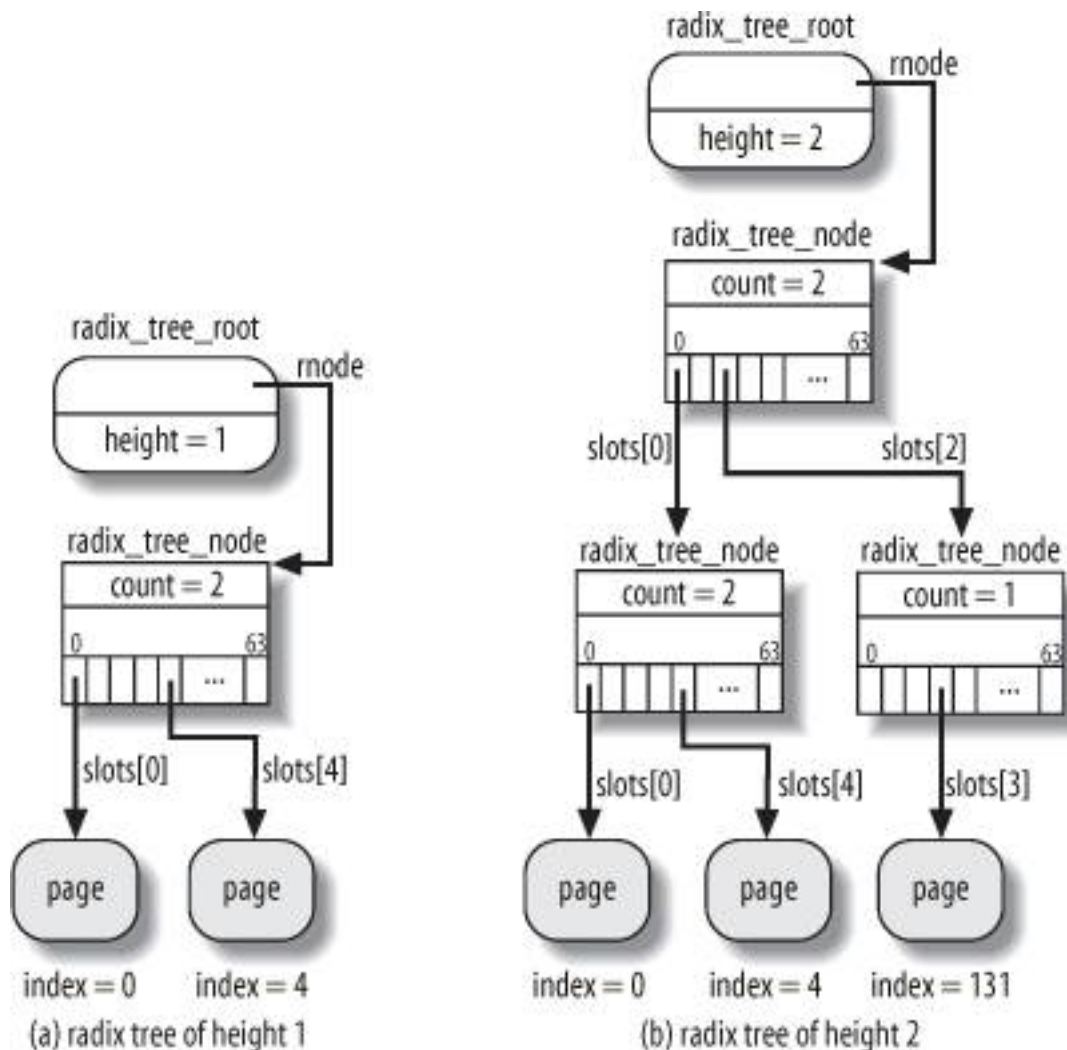 radix_tree_root
rnode
height = 1
radix_tree_node
count = 2
0 63
...
slots[0] slots[4]
page page
index = 0 index = 4
(a) radix tree of height 1
radix_tree_root
rnode
height = 2
radix_tree_node
count = 2
0 63
...
slots[0] slots[2]
radix_tree_node radix_tree_node
count = 2 count = 1
0 63 0 63
... ...
slots[0] slots[4] slots[3]
page page page
index = 0 index = 4 index = 131
(b) radix tree of height 2